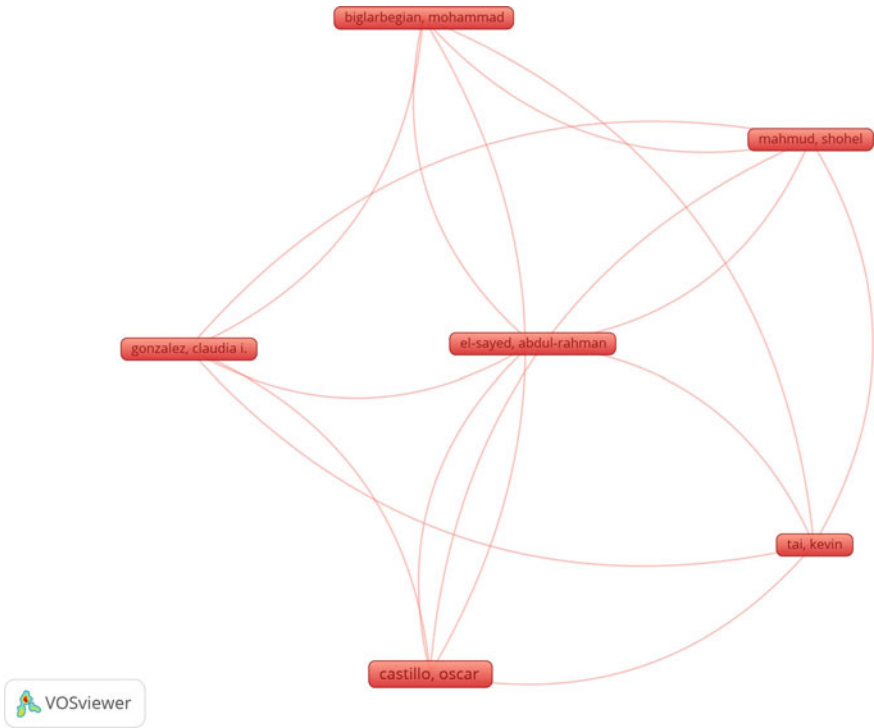 biglarbegian, mohammad
mahmud, shohel
el-sayed, abdul-rahman
gonzalez, claudia i.
tai, kevin
castillo, oscar
VOSviewer